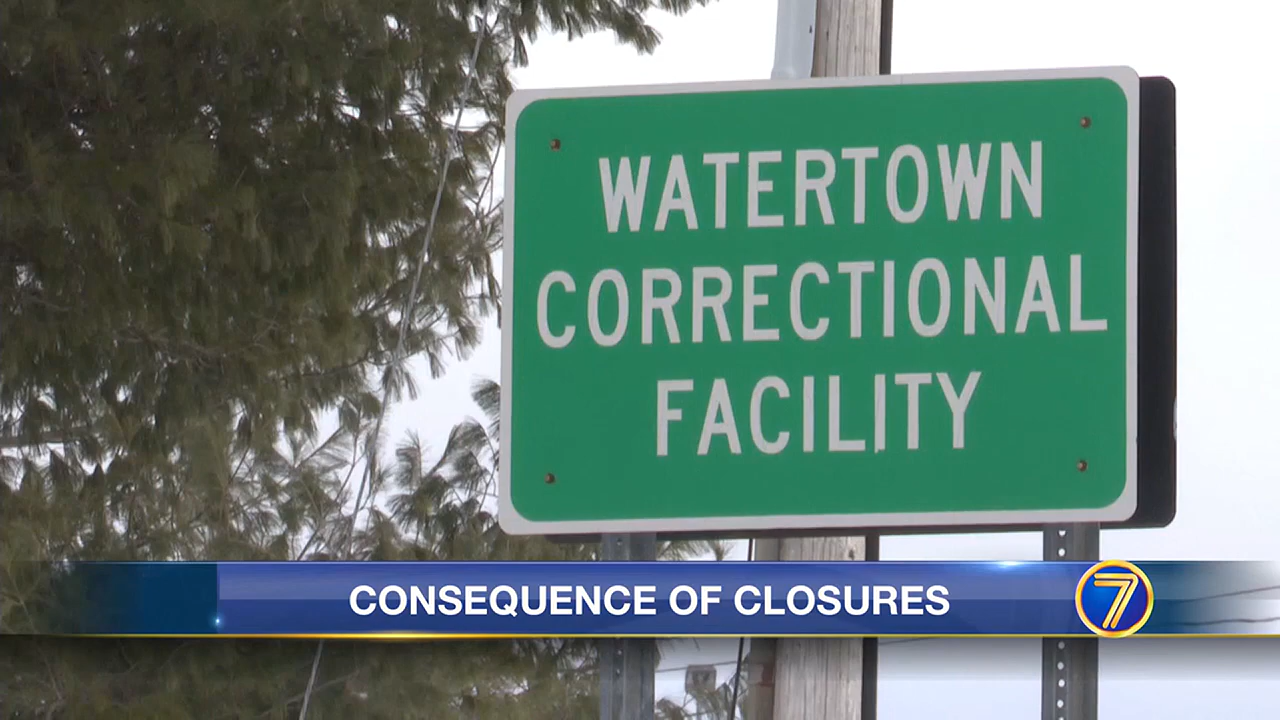 WATERTOWN
CORRECTIONAL
FACILITY
CONSEQUENCE OF CLOSURES
7